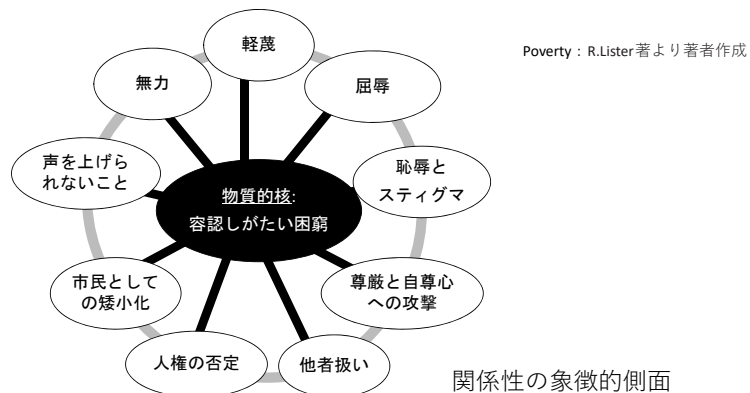 Poverty：R.Lister著より著者作成
軽蔑
屈辱
恥辱と
スティグマ
尊厳と自尊心
への攻撃
他者扱い
人権の否定
市民として
の矮小化
声を上げら
れないこと
無力
物質的核:
容認しがたい困窮
関係性の象徴的側面